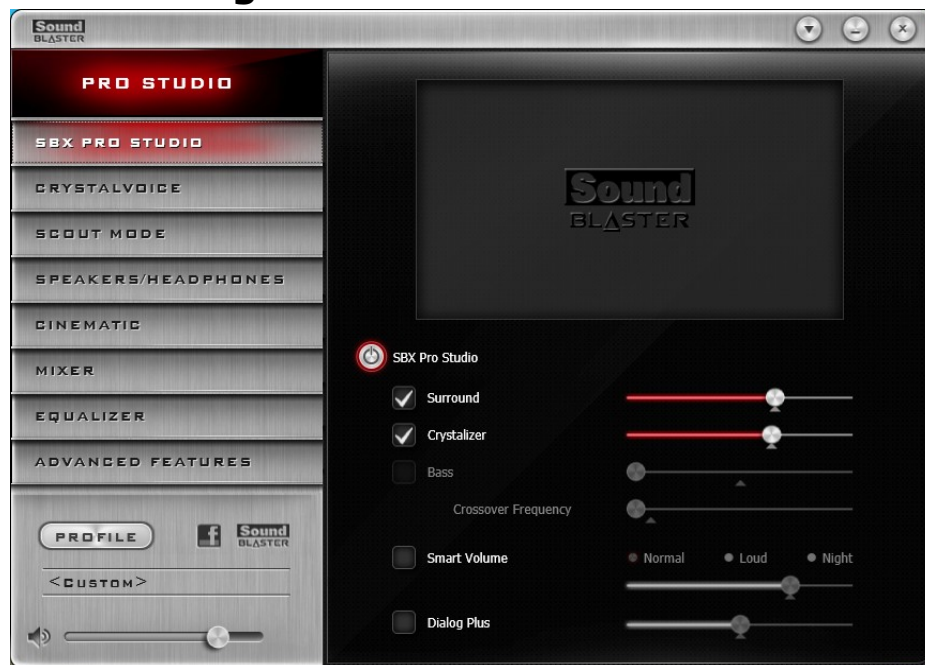 Sound
BLASTER
PRO STUDIO
SBX PRO STUDIO
CRYSTALVOICE
SCOUT MODE
SPEAKERS/HEADPHONES
CINEMATIC
MIXER
EQUALIZER
ADVANCED FEATURES
PROFILE
f
Sound
BLASTER
<CUSTOM>
Sound
BLASTER
SBX Pro Studio
Surround
Crystalizer
Bass
Crossover Frequency
Smart Volume
Normal
Loud
Night
Dialog Plus